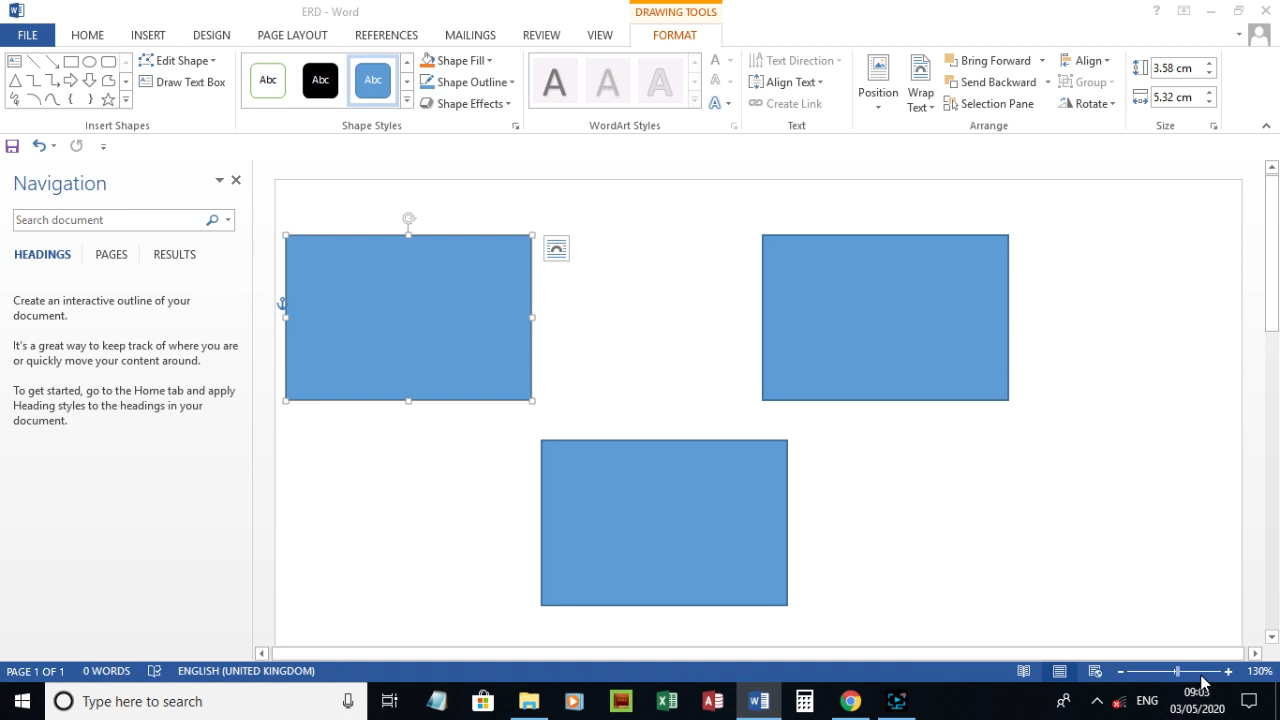 ERD - Word
DRAWING TOOLS
?
FILE
HOME
INSERT
DESIGN
PAGE LAYOUT
REFERENCES
MAILINGS
REVIEW
VIEW
FORMAT
Edit Shape
Draw Text Box
Insert Shapes
Abc
Abc
Abc
Shape Fill
Shape Outline
Shape Effects
Shape Styles
A
A
A
A
A
A
WordArt Styles
Text Direction
Align Text
Create Link
Text
Position
Wrap
Text
Bring Forward
Send Backward
Selection Pane
Align
Group
Rotate
Arrange
3.58 cm
5.32 cm
Size
Navigation
Search document
HEADINGS
PAGES
RESULTS
Create an interactive outline of your
document.
It's a great way to keep track of where you are
or quickly move your content around.
To get started, go to the Home tab and apply
Heading styles to the headings in your
document.
PAGE 1 OF 1
0 WORDS
ENGLISH (UNITED KINGDOM)
130%
Type here to search
ENG
09:03
03/05/2020